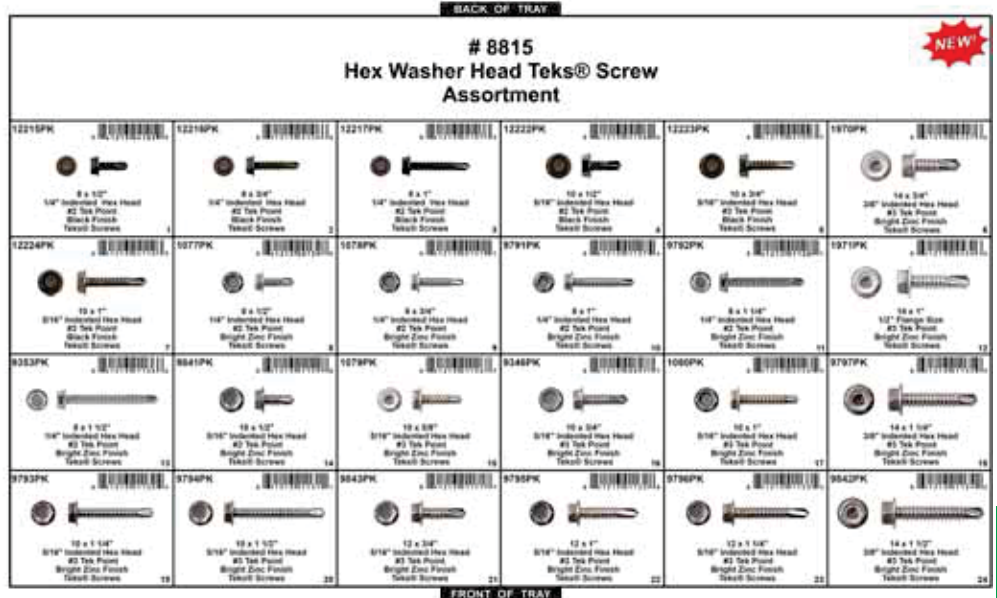 BACK OF TRAY
# 8815
Hex Washer Head Teks® Screw
Assortment
NEW!
12215PK
8 x 1/2"
1/4" Indented Hex Head
#2 Tek Point
Black Finish
Teks® Screws
1
12216PK
8 x 3/4"
1/4" Indented Hex Head
#2 Tek Point
Black Finish
Teks® Screws
2
12217PK
8 x 1"
1/4" Indented Hex Head
#2 Tek Point
Black Finish
Teks® Screws
3
12222PK
10 x 1/2"
5/16" Indented Hex Head
Tek Point
Black Finish
Teks® Screws
12223PK
10 x 3/4"
5/16" Indented Hex Head
Tek Point
Black Finish
Teks® Screws
1970PK
14 x 3/4"
3/8" Indented Hex Head
#3 Tek Point
Bright Zinc Finish
Teks® Screws
12224PK
10 x 1"
5/16" Indented Hex Head
#3 Tek Point
Black Finish
Teks® Screws
7
1077PK
8 x 1/2"
1/4" Indented Hex Head
#2 Tek Point
Bright Zinc Finish
Teks® Screws
8
1078PK
8 x 3/4"
1/4" Indented Hex Head
#2 Tek Point
Bright Zinc Finish
Teks® Screws
9
9791PK
8 x 1"
1/4" Indented Hex Head
#2 Tek Point
Bright Zinc Finish
Teks® Screws
10
9792PK
8 x 1 1/4"
1/4" Indented Hex Head
#2 Tek Point
Bright Zinc Finish
Teks® Screws
11
1971PK
14 x 1"
1/2" Flange Size
#3 Tek Point
Bright Zinc Finish
Teks® Screws
12
9353PK
8 x 1 1/2"
1/4" Indented Hex Head
#2 Tek Point
Bright Zinc Finish
Teks® Screws
13
9841PK
10 x 1/2"
5/16" Indented Hex Head
Tek Point
Bright Zinc Finish
Teks® Screws
14
1079PK
10 x 5/8"
5/16" Indented Hex Head
#3 Tek Point
Bright Zinc Finish
Teks® Screws
15
9346PK
10 x 3/4"
5/16" Indented Hex Head
#3 Tek Point
Bright Zinc Finish
Teks® Screws
16
1080PK
10 x 1"
5/16" Indented Hex Head
#3 Tek Point
Bright Zinc Finish
Teks® Screws
17
9797PK
14 x 1 1/4"
3/8" Indented Hex Head
#3 Tek Point
Bright Zinc Finish
Teks® Screws
9793PK
10 x 1 1/4"
5/16" Indented Hex Head
#3 Tek Point
Bright Zinc Finish
Teks® Screws
9794PK
10 x 1 1/2"
5/16" Indented Hex Head
#3 Tek Point
Bright Zinc Finish
Teks® Screws
20
9843PK
12 x 3/4"
5/16" Indented Hex Head
#3 Tek Point
Bright Zinc Finish
Teks® Screws
21
9795PK
12 x 1"
5/16" Indented Hex Head
#3 Tek Point
Bright Zinc Finish
Teks® Screws
22
9796PK
12 x 1 1/4"
5/16" Indented Hex Head
#3 Tek Point
Bright Zinc Finish
Teks® Screws
23
9842PK
14 x 1 1/2"
3/8" Indented Hex Head
#3 Tek Point
Bright Zinc Finish
Teks® Screws
24
FRONT OF TRAY